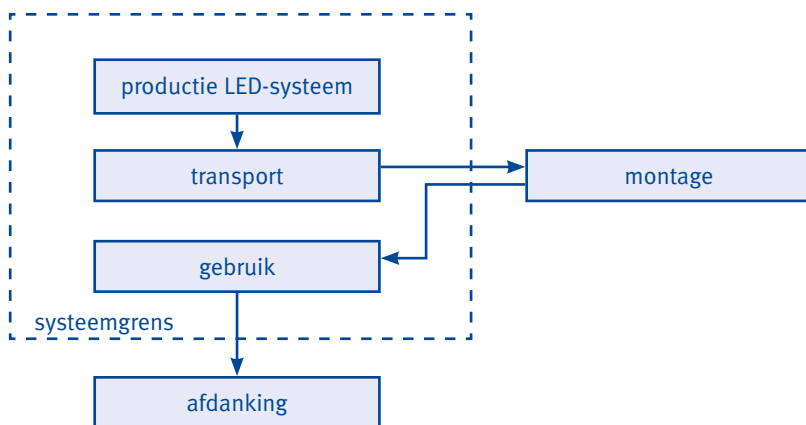 productie LED-systeem
transport
montage
gebruik
systeemgrens
afdanking